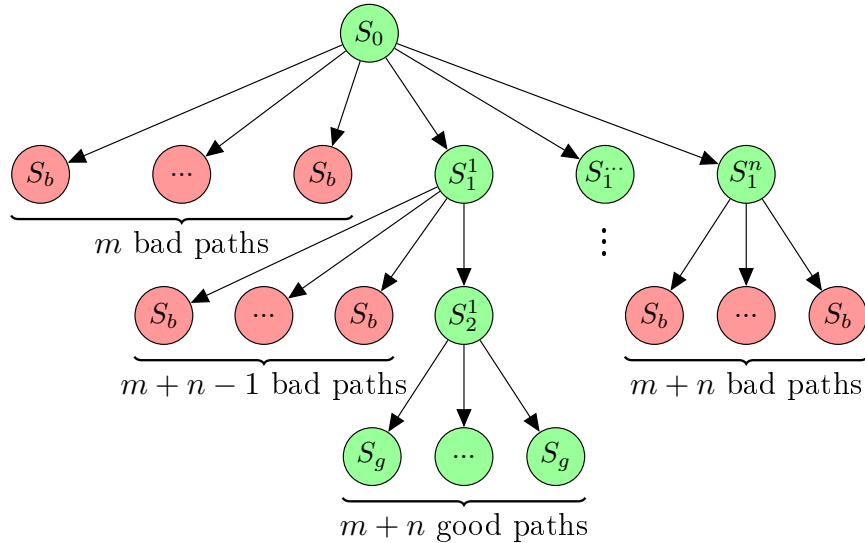 S_0
S_b ... S_b S_1^1 S_1^{...} S_1^n
m bad paths
⋮
S_b ... S_b S_2^1 S_b ... S_b
m + n − 1 bad paths m + n bad paths
S_g ... S_g
m + n good paths